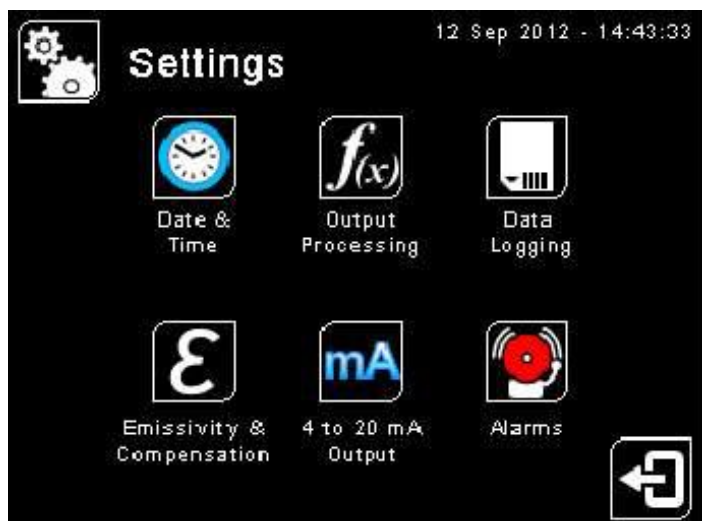 12 Sep 2012 - 14:43:33
Settings
f(x)
Date &
Time
Output
Processing
Data
Logging
ε
mA
Emissivity &
Compensation
4 to 20 mA
Output
Alarms